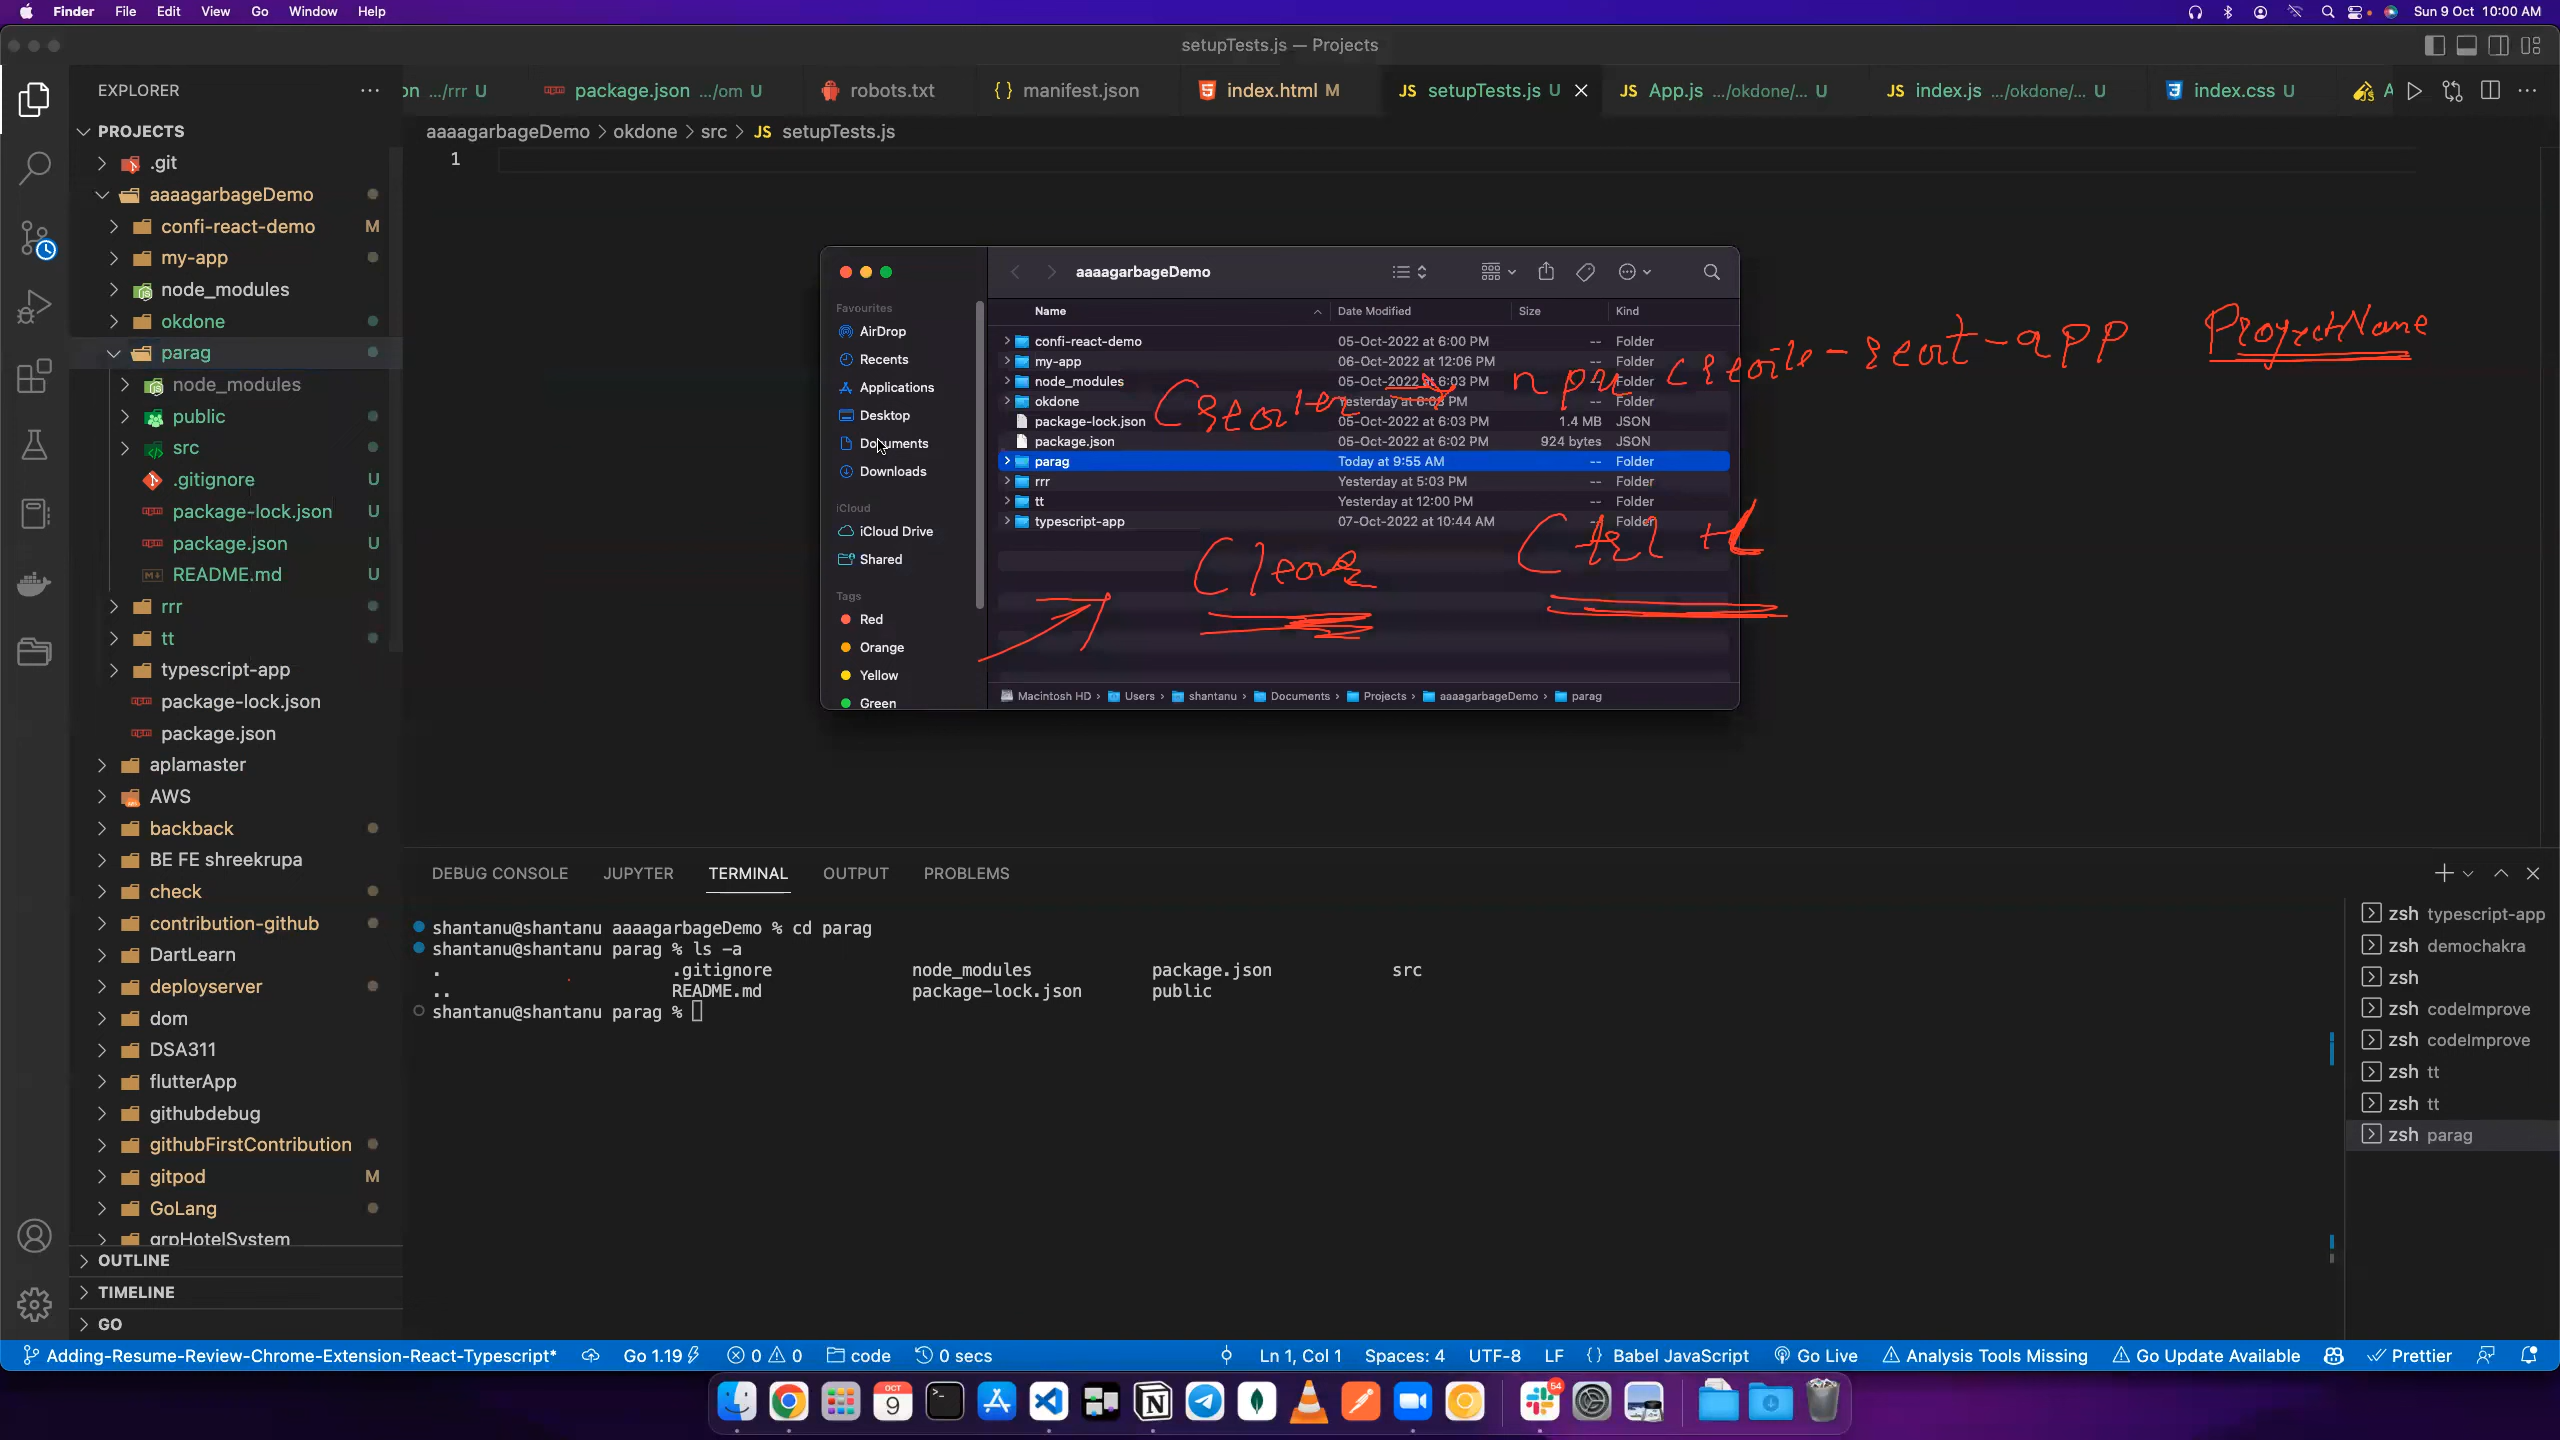 Finder File Edit View Go Window Help Sun 9 Oct 10:00 AM
setupTests.js — Projects
EXPLORER
on .../rrr U package.json .../om U robots.txt {} manifest.json index.html M JS setupTests.js U JS App.js .../okdone/... U JS index.js .../okdone/... U index.css U A
aaaagarbageDemo > okdone > src > JS setupTests.js
1
PROJECTS
.git
aaaagarbageDemo
confi-react-demo M
my-app
node_modules
okdone
parag
node_modules
public
src
.gitignore U
package-lock.json U
package.json U
README.md U
rrr
tt
typescript-app
package-lock.json
package.json
aplamaster
AWS
backback
BE FE shreekrupa
check
contribution-github
DartLearn
deployserver
dom
DSA311
flutterApp
githubdebug
githubFirstContribution
gitpod M
GoLang
grpHotelSystem
OUTLINE
TIMELINE
GO
aaaagarbageDemo
Favourites
AirDrop
Recents
Applications
Desktop
Documents
Downloads
iCloud
iCloud Drive
Shared
Tags
Red
Orange
Yellow
Green
Name Date Modified Size Kind
confi-react-demo 05-Oct-2022 at 6:00 PM -- Folder
my-app 06-Oct-2022 at 12:06 PM -- Folder
node_modules 05-Oct-2022 at 6:03 PM -- Folder
okdone Yesterday at 6:03 PM -- Folder
package-lock.json 05-Oct-2022 at 6:03 PM 1.4 MB JSON
package.json 05-Oct-2022 at 6:02 PM 924 bytes JSON
parag Today at 9:55 AM -- Folder
rrr Yesterday at 5:03 PM -- Folder
tt Yesterday at 12:00 PM -- Folder
typescript-app 07-Oct-2022 at 10:44 AM -- Folder
Macintosh HD > Users > shantanu > Documents > Projects > aaaagarbageDemo > parag
-react-app ProjectName
Clear Ctrl +L
DEBUG CONSOLE JUPYTER TERMINAL OUTPUT PROBLEMS
shantanu@shantanu aaaagarbageDemo % cd parag
shantanu@shantanu parag % ls -a
. .gitignore node_modules package.json src
.. README.md package-lock.json public
shantanu@shantanu parag %
zsh typescript-app
zsh demochakra
zsh
zsh codeImprove
zsh codeImprove
zsh tt
zsh tt
zsh parag
Adding-Resume-Review-Chrome-Extension-React-Typescript* Go 1.19 0 0 code 0 secs Ln 1, Col 1 Spaces: 4 UTF-8 LF {} Babel JavaScript Go Live Analysis Tools Missing Go Update Available Prettier
OCT
9
54